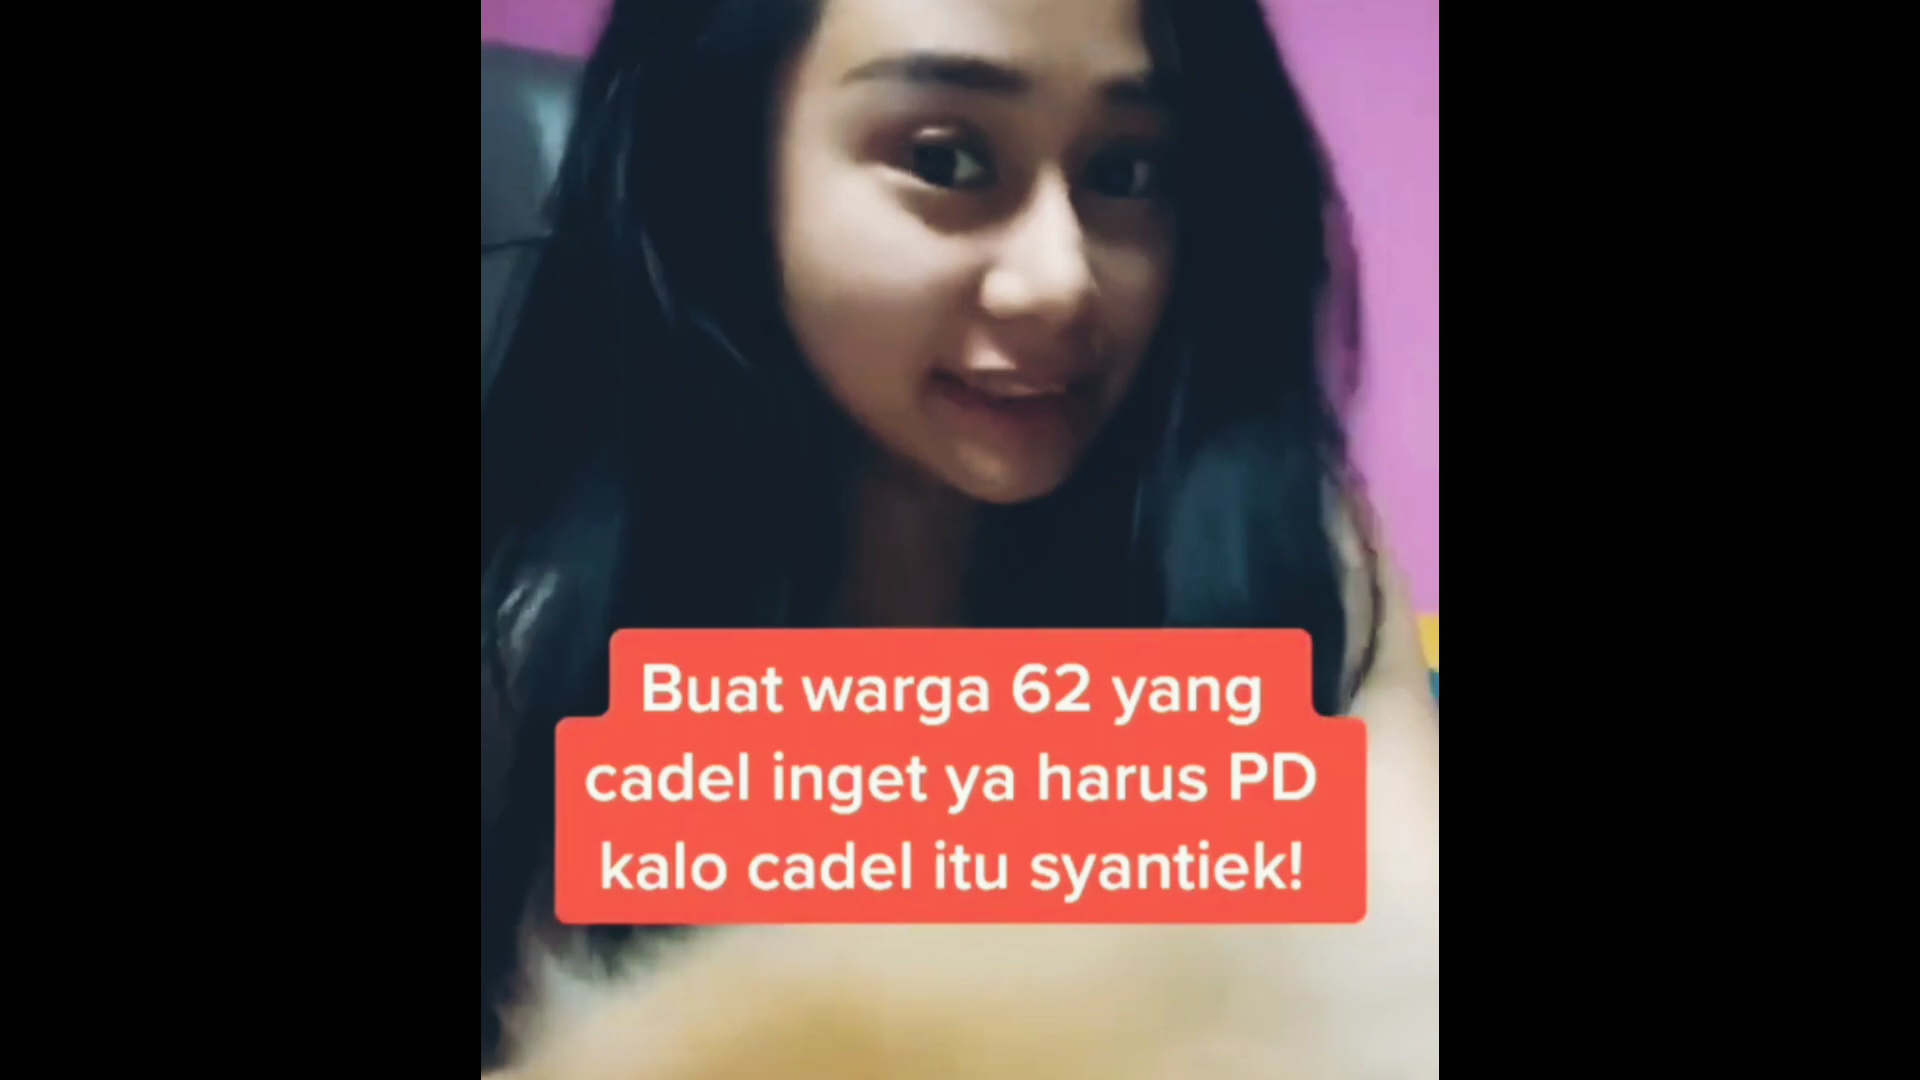 Buat warga 62 yang
cadel inget ya harus PD
kalo cadel itu syantiek!